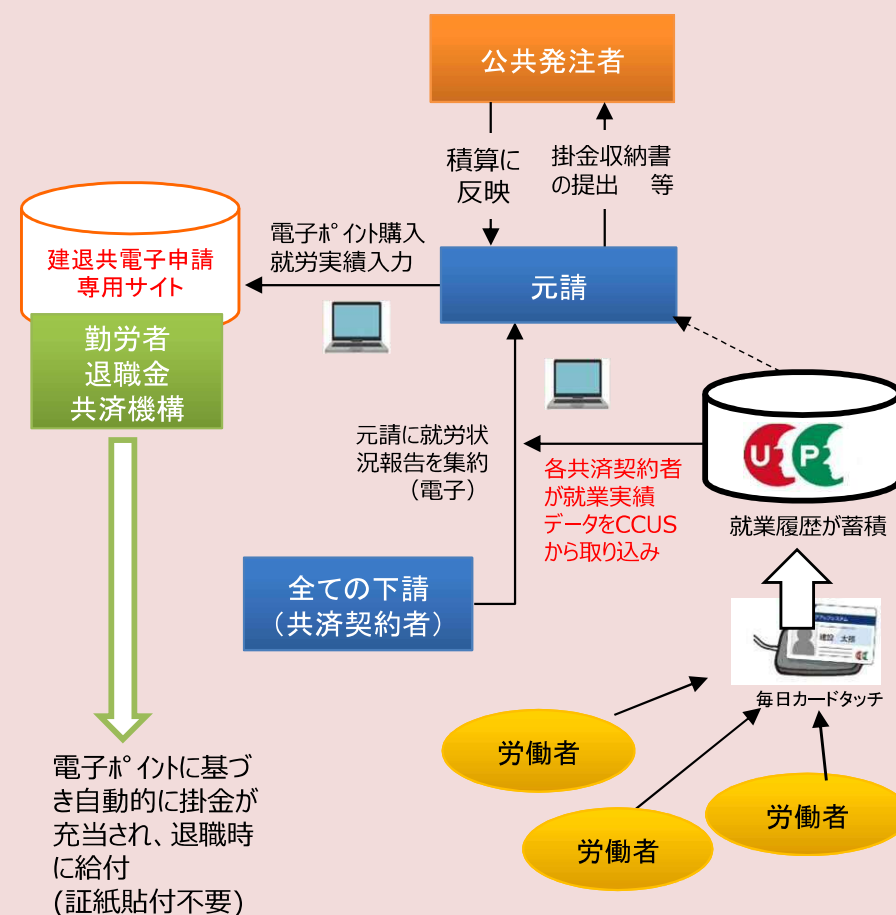 公共発注者
積算に
反映
掛金収納書
の提出　等
建退共電子申請
専用サイト
電子ポイント購入
就労実績入力
元請
勤労者
退職金
共済機構
元請に就労状
況報告を集約
（電子）
各共済契約者
が就業実績
データをCCUS
から取り込み
UP
就業履歴が蓄積
全ての下請
（共済契約者）
建設 太郎
毎日カードタッチ
労働者
労働者
労働者
電子ポイントに基づ
き自動的に掛金が
充当され、退職時
に給付
(証紙貼付不要)